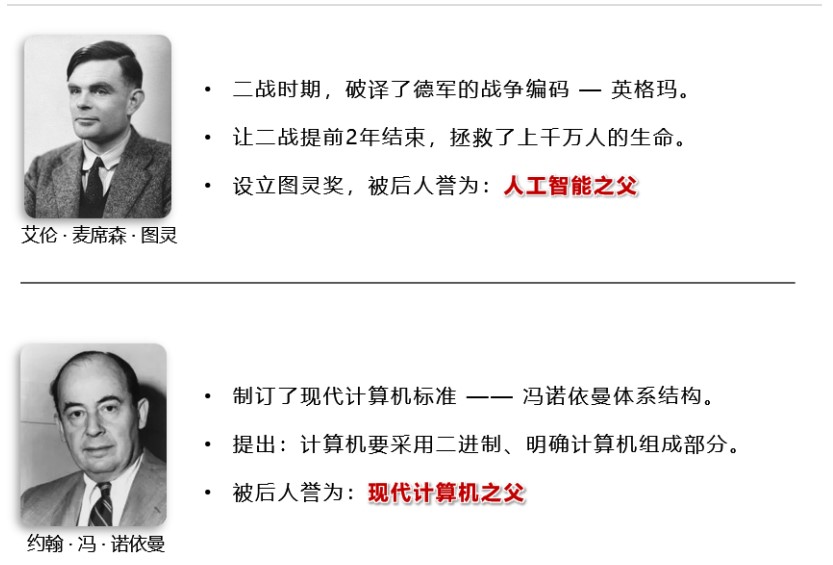 • 二战时期，破译了德军的战争编码 — 英格玛。
• 让二战提前2年结束，拯救了上千万人的生命。
• 设立图灵奖，被后人誉为：人工智能之父
艾伦 · 麦席森 · 图灵
• 制订了现代计算机标准 —— 冯诺依曼体系结构。
• 提出：计算机要采用二进制、明确计算机组成部分。
• 被后人誉为：现代计算机之父
约翰 · 冯 · 诺依曼